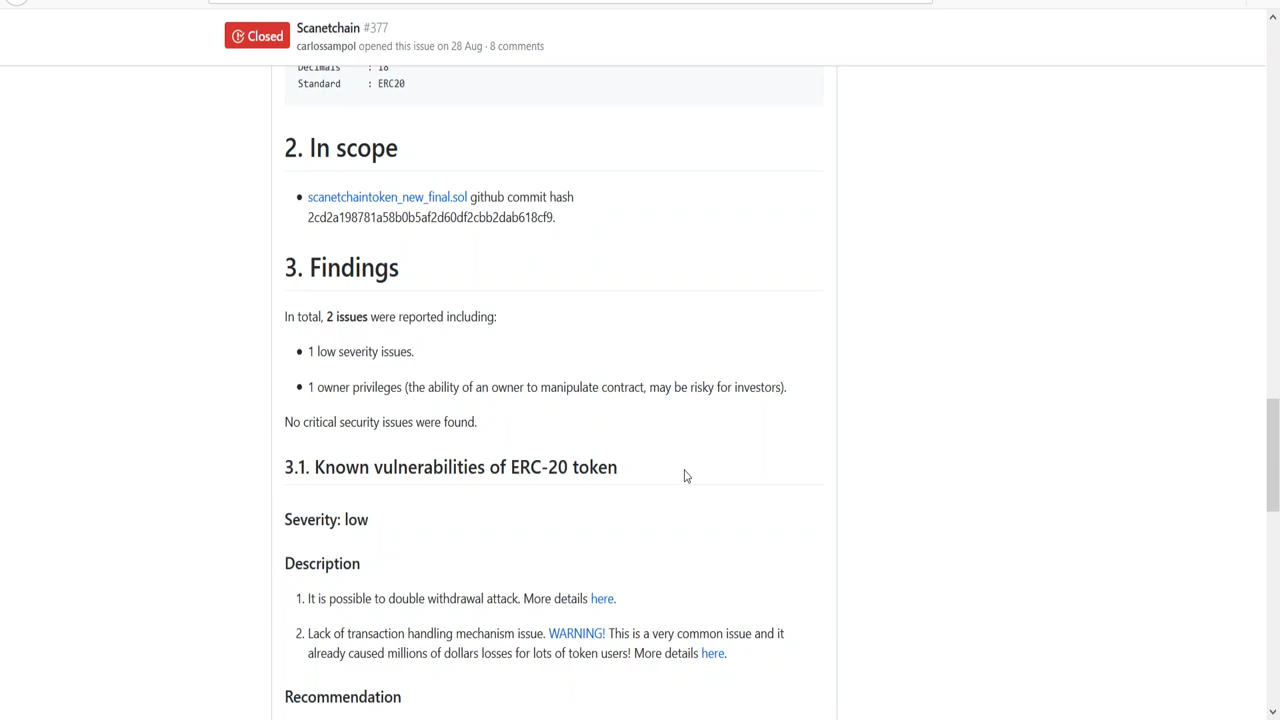 Closed
Scanetchain #377
carlossampol opened this issue on 28 Aug · 8 comments
Decimals : 18
Standard : ERC20
2. In scope
• scanetchaintoken_new_final.sol github commit hash
2cd2a198781a58b0b5af2d60df2cbb2dab618cf9.
3. Findings
In total, 2 issues were reported including:
• 1 low severity issues.
• 1 owner privileges (the ability of an owner to manipulate contract, may be risky for investors).
No critical security issues were found.
3.1. Known vulnerabilities of ERC-20 token
Severity: low
Description
1. It is possible to double withdrawal attack. More details here.
2. Lack of transaction handling mechanism issue. WARNING! This is a very common issue and it
already caused millions of dollars losses for lots of token users! More details here.
Recommendation